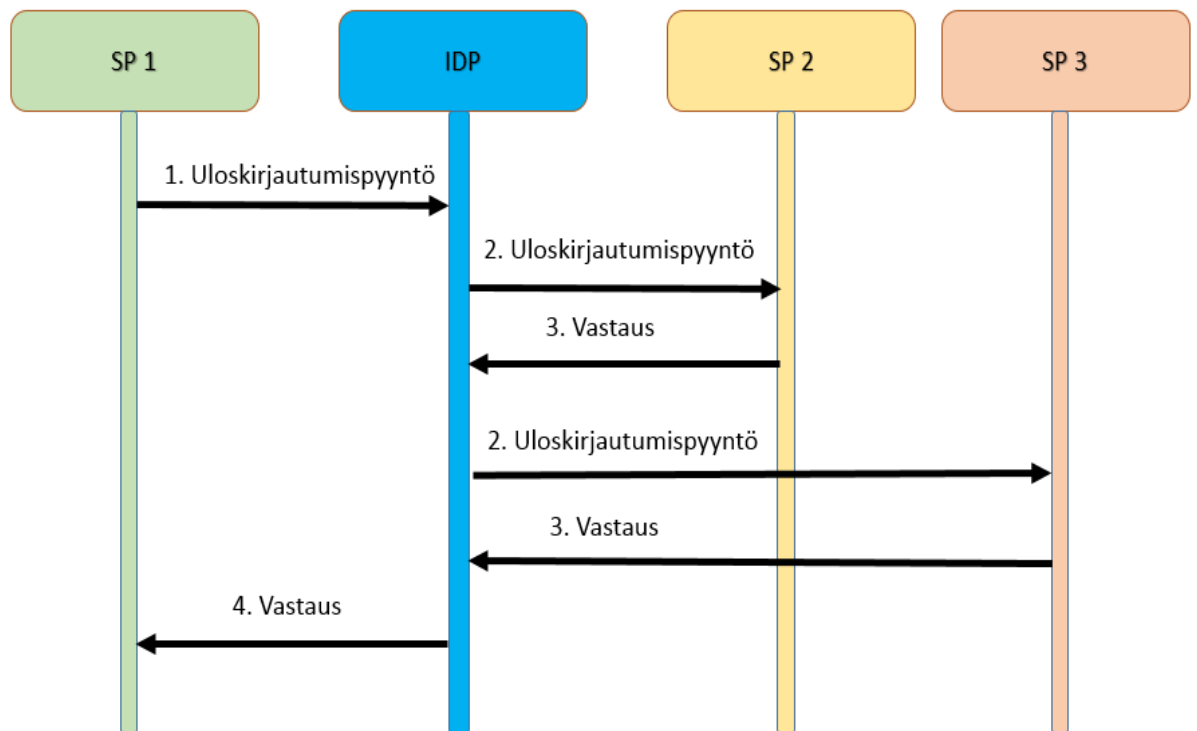 SP 1
IDP
SP 2
SP 3
1. Uloskirjautumispyyntö
2. Uloskirjautumispyyntö
3. Vastaus
2. Uloskirjautumispyyntö
3. Vastaus
4. Vastaus